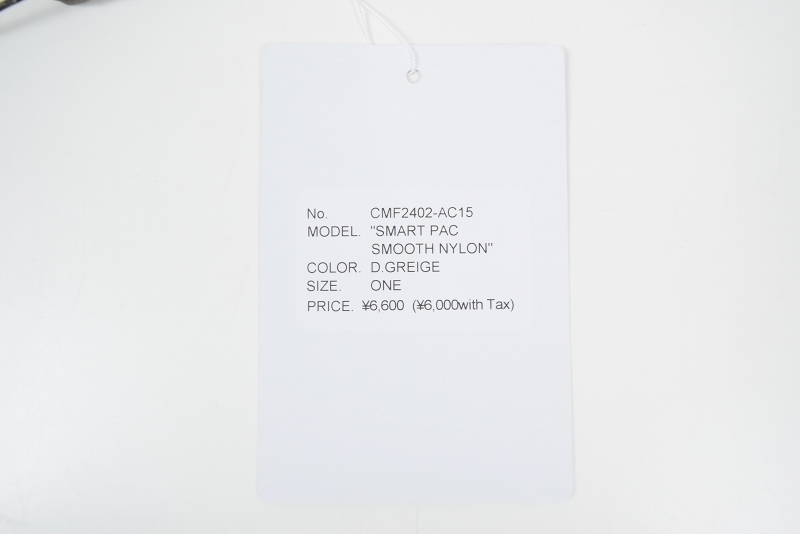 No. CMF2402-AC15
MODEL. "SMART PAC
SMOOTH NYLON"
COLOR. D.GREIGE
SIZE. ONE
PRICE. ¥6,600 (¥6,000with Tax)